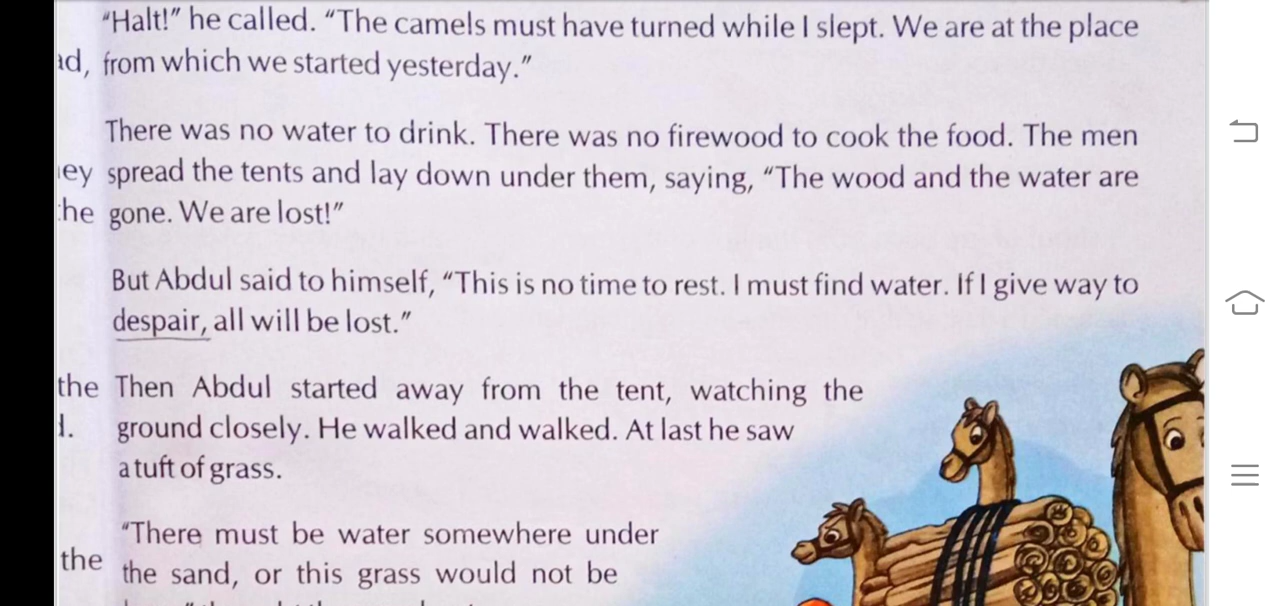 "Halt!" he called. "The camels must have turned while I slept. We are at the place
from which we started yesterday."
There was no water to drink. There was no firewood to cook the food. The men
spread the tents and lay down under them, saying, "The wood and the water are
gone. We are lost!"
But Abdul said to himself, "This is no time to rest. I must find water. If I give way to
despair, all will be lost."
the Then Abdul started away from the tent, watching the
ground closely. He walked and walked. At last he saw
a tuft of grass.
"There must be water somewhere under
the
the sand, or this grass would not be